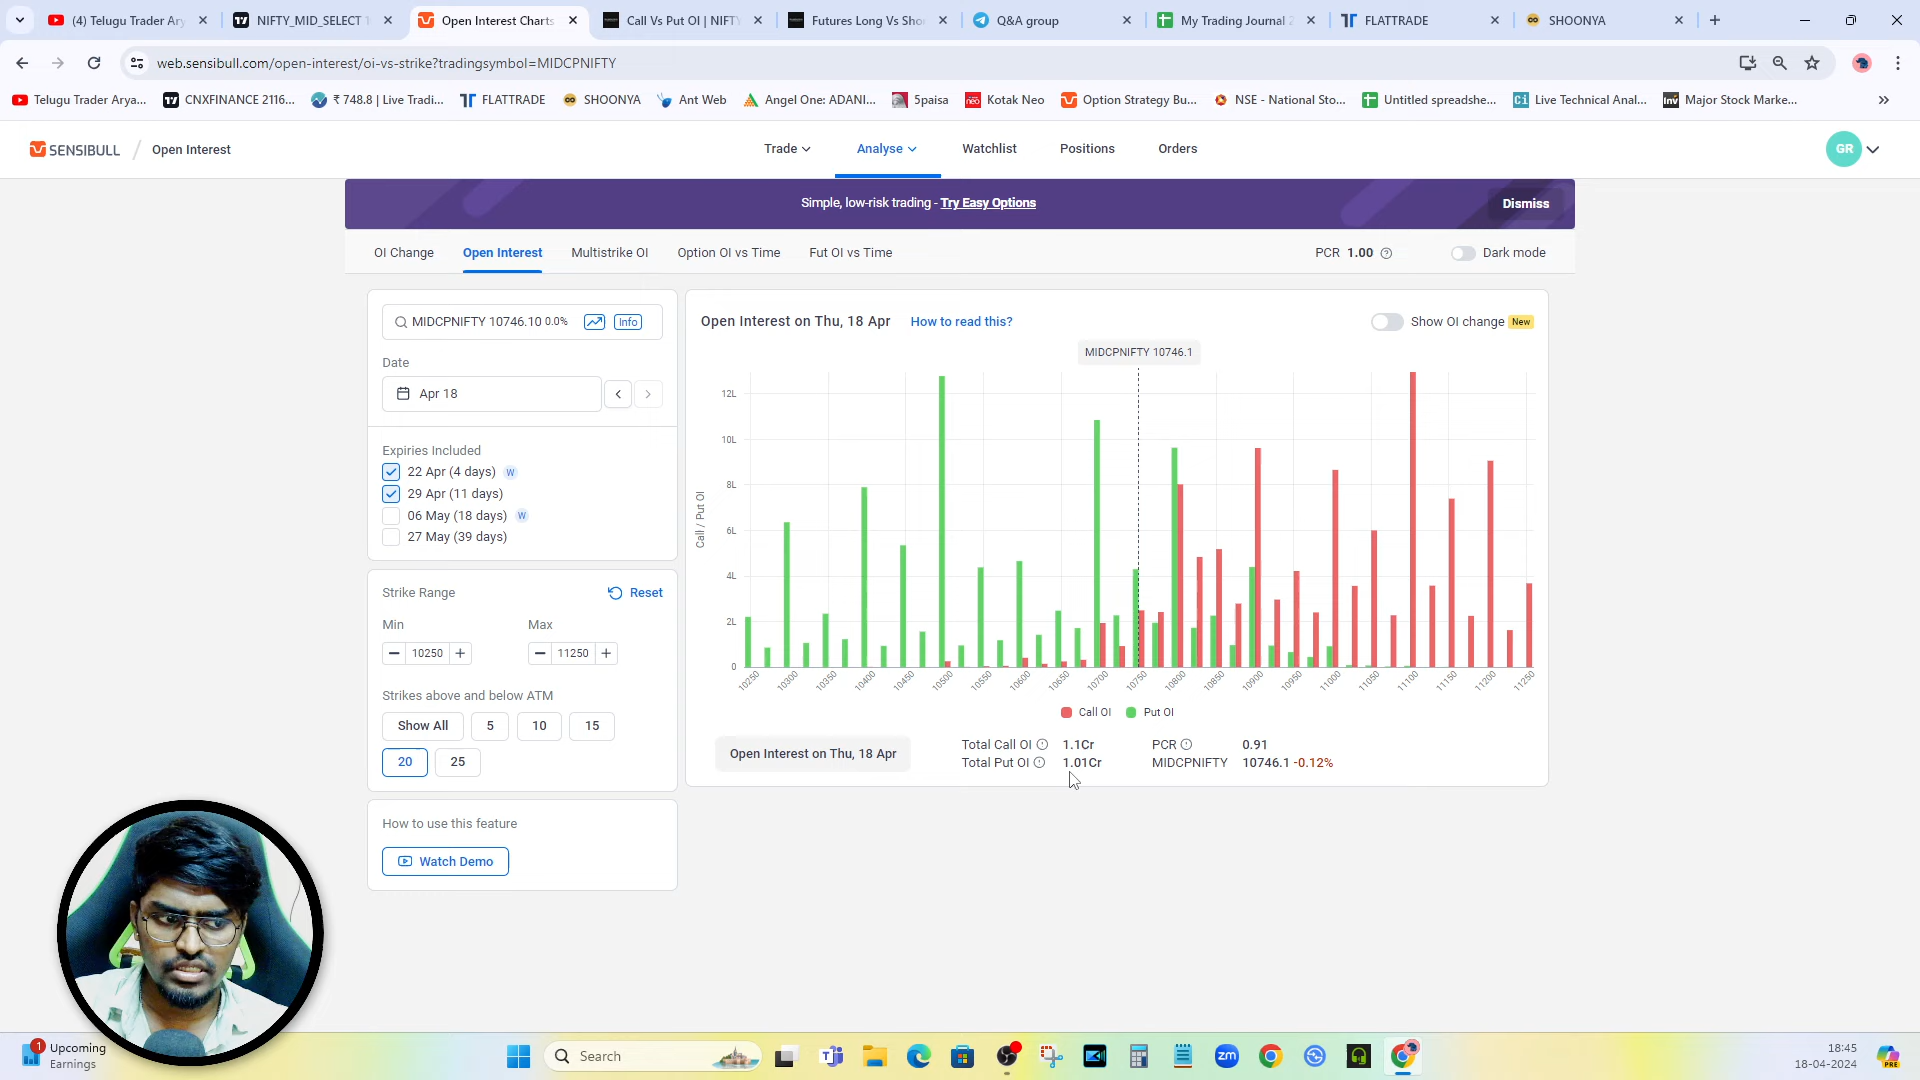 (4) Telugu Trader Ary
NIFTY_MID_SELECT 1
Open Interest Charts
Call Vs Put OI | NIFTY
Futures Long Vs Shor
Q&A group
My Trading Journal 2
FLATTRADE
SHOONYA
web.sensibull.com/open-interest/oi-vs-strike?tradingsymbol=MIDCPNIFTY
Telugu Trader Arya...
CNXFINANCE 2116...
₹ 748.8 | Live Tradi...
FLATTRADE
SHOONYA
Ant Web
Angel One: ADANI...
5paisa
Kotak Neo
Option Strategy Bu...
NSE - National Sto...
Untitled spreadshe...
Live Technical Anal...
Major Stock Marke...
SENSIBULL / Open Interest
Trade
Analyse
Watchlist
Positions
Orders
GR
Simple, low-risk trading - Try Easy Options
Dismiss
OI Change
Open Interest
Multistrike OI
Option OI vs Time
Fut OI vs Time
PCR 1.00
Dark mode
MIDCPNIFTY 10746.10 0.0%
Info
Date
Apr 18
Expiries Included
22 Apr (4 days) W
29 Apr (11 days)
06 May (18 days) W
27 May (39 days)
Strike Range
Reset
Min
Max
10250
11250
Strikes above and below ATM
Show All
5
10
15
20
25
How to use this feature
Watch Demo
Open Interest on Thu, 18 Apr
How to read this?
Show OI change New
MIDCPNIFTY 10746.1
Call / Put OI
12L
10L
8L
6L
4L
2L
0
10250
10300
10350
10400
10450
10500
10550
10600
10650
10700
10750
10800
10850
10900
10950
11000
11050
11100
11150
11200
11250
Call OI
Put OI
Open Interest on Thu, 18 Apr
Total Call OI 1.1Cr
Total Put OI 1.01Cr
PCR 0.91
MIDCPNIFTY 10746.1 -0.12%
1
Upcoming
Earnings
Search
zm
18:45
18-04-2024
PRE